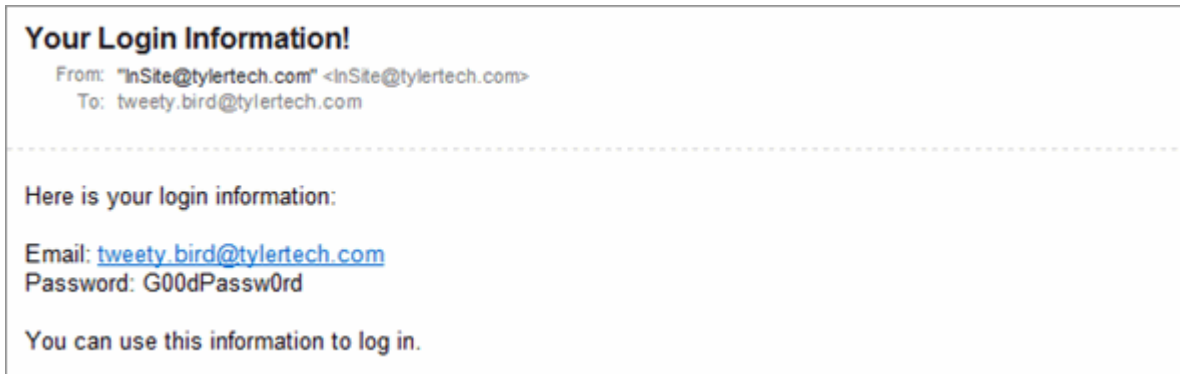 Your Login Information!
From: "InSite@tylertech.com" <InSite@tylertech.com>
To: tweety.bird@tylertech.com
Here is your login information:
Email: tweety.bird@tylertech.com
Password: G00dPassw0rd
You can use this information to log in.